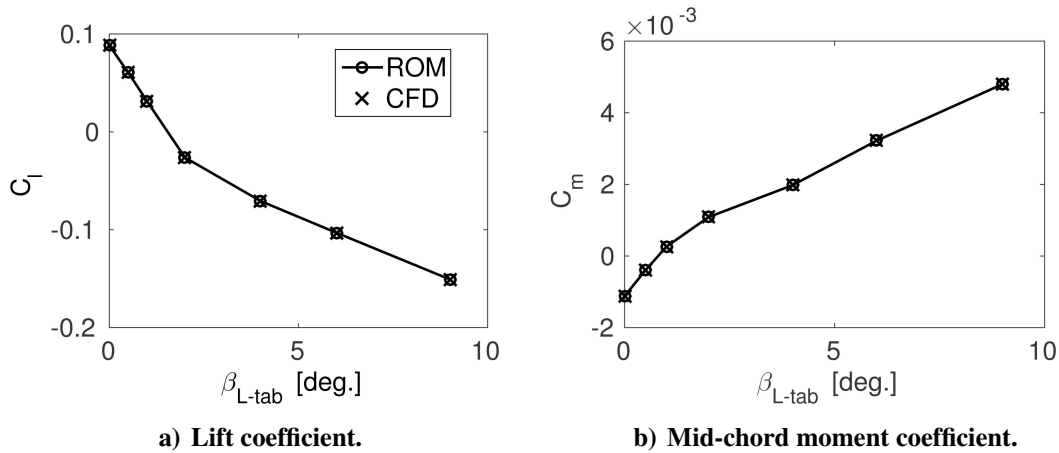 0.1
0
-0.1
-0.2
C_l
0
5
10
β_L-tab [deg.]
ROM
CFD
a) Lift coefficient.
×10^-3
6
4
2
0
-2
C_m
0
5
10
β_L-tab [deg.]
b) Mid-chord moment coefficient.